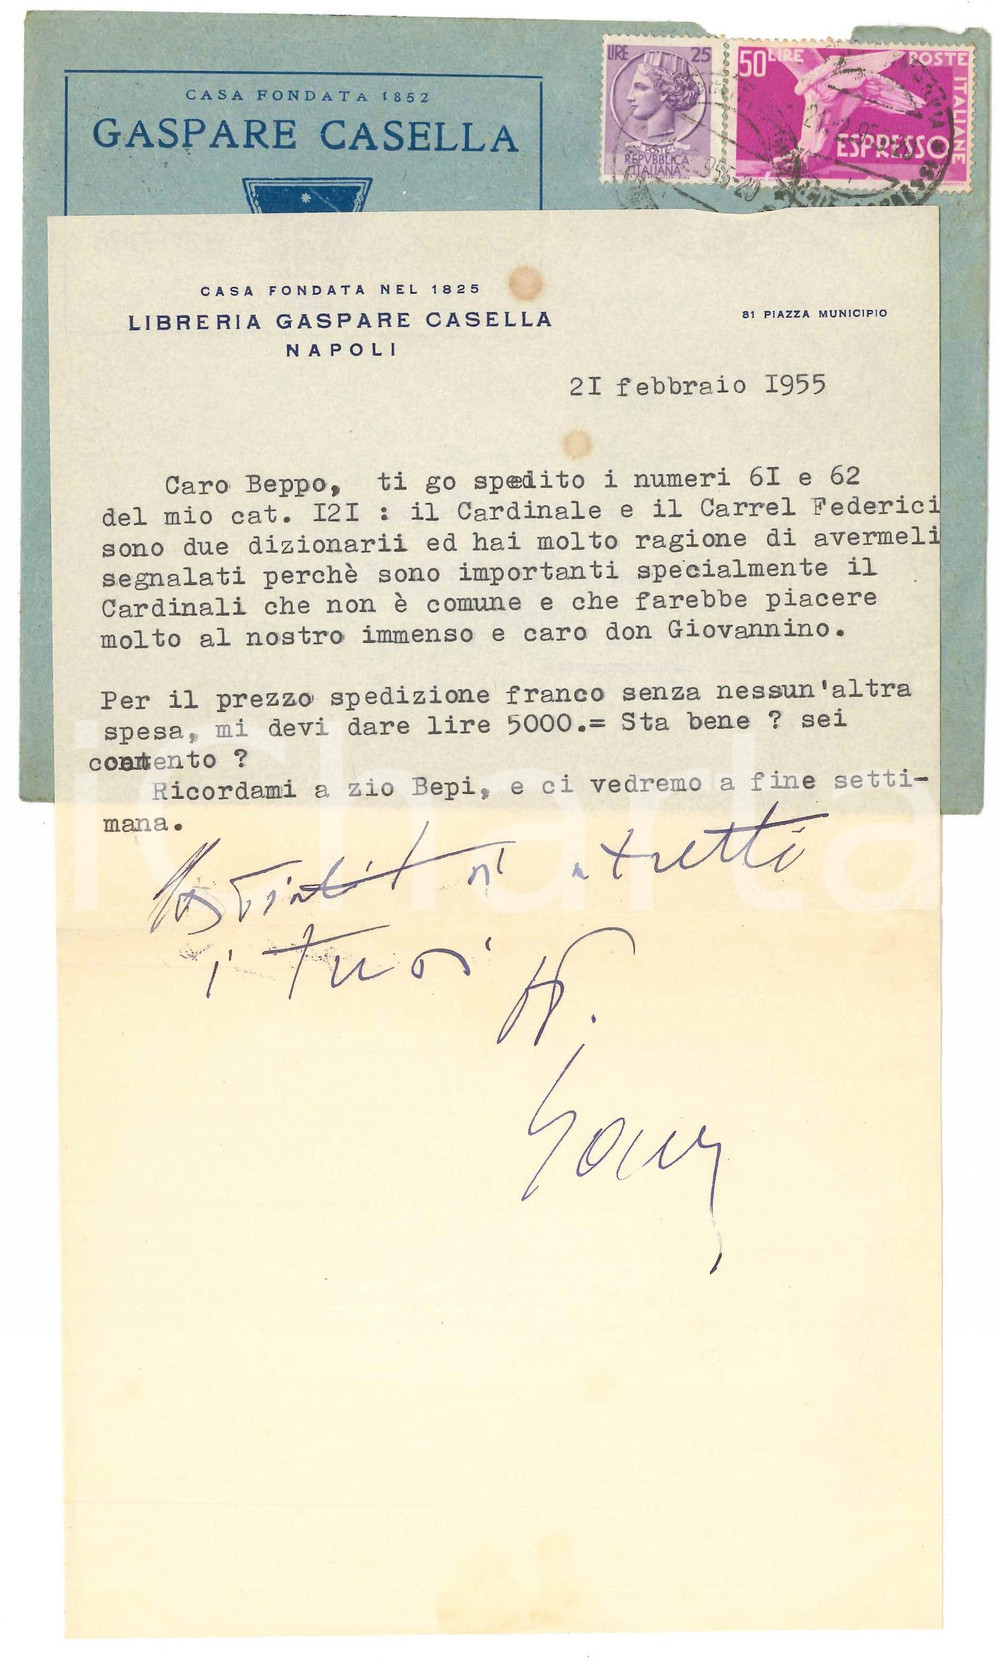 CASA FONDATA 1852
GASPARE CASELLA
LIRE 25
POSTE
REPVBBLICA
ITALIANA
50 LIRE POSTE ITALIANE
ESPRESSO
CASA FONDATA NEL 1825
LIBRERIA GASPARE CASELLA
NAPOLI
81 PIAZZA MUNICIPIO
2I febbraio I955
Caro Beppo, ti go spedito i numeri 6I e 62
del mio cat. I2I : il Cardinale e il Carrel Federici
sono due dizionarii ed hai molto ragione di avermeli
segnalati perchè sono importanti specialmente il
Cardinali che non è comune e che farebbe piacere
molto al nostro immenso e caro don Giovannino.
Per il prezzo spedizione franco senza nessun'altra
spesa, mi devi dare lire 5000.= Sta bene ? sei
contento ?
Ricordami a zio Bepi, e ci vedremo a fine setti-
mana.
a tutti
i tuoi
iCharta